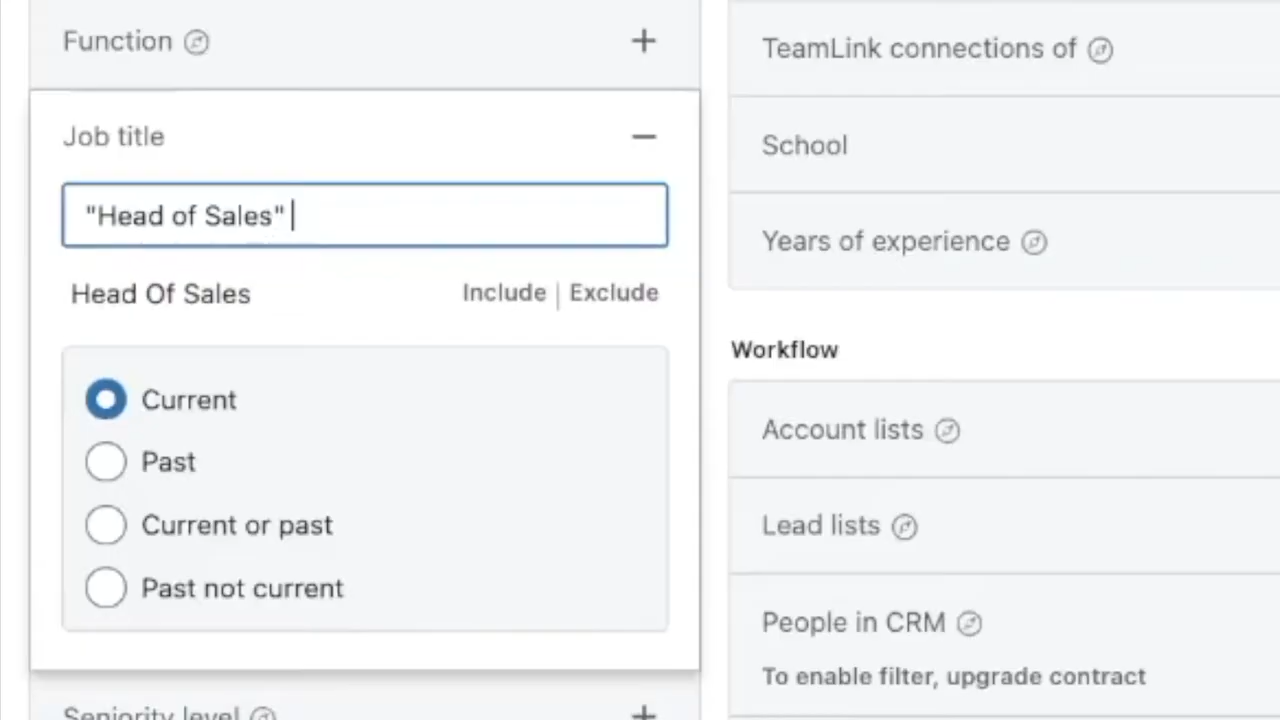 Function
Job title
"Head of Sales"
Head Of Sales
Include | Exclude
Current
Past
Current or past
Past not current
Seniority level
TeamLink connections of
School
Years of experience
Workflow
Account lists
Lead lists
People in CRM
To enable filter, upgrade contract